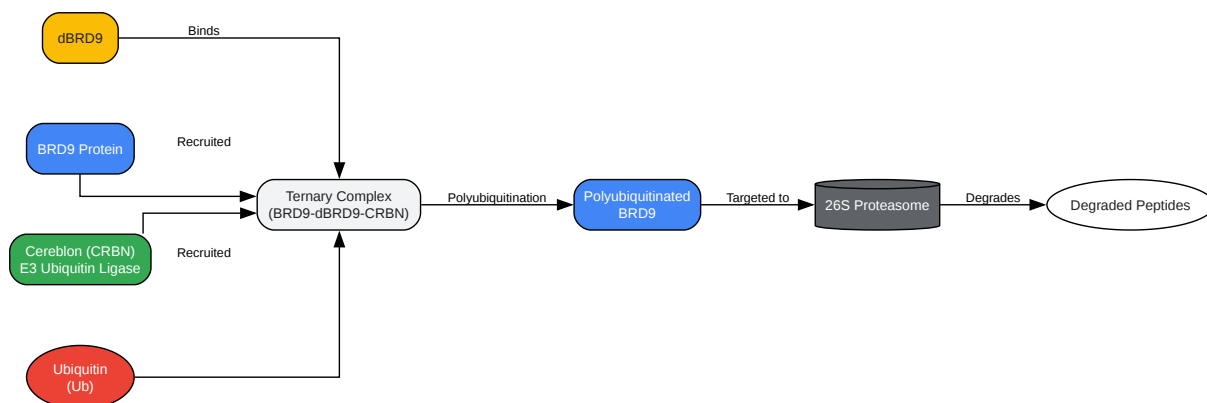 dBRD9
Binds
BRD9 Protein
Recruited
Ternary Complex
(BRD9-dBRD9-CRBN)
Polyubiquitination
Polyubiquitinated
BRD9
Targeted to
26S Proteasome
Degrades
Degraded Peptides
Cereblon (CRBN)
E3 Ubiquitin Ligase
Recruited
Ubiquitin
(Ub)